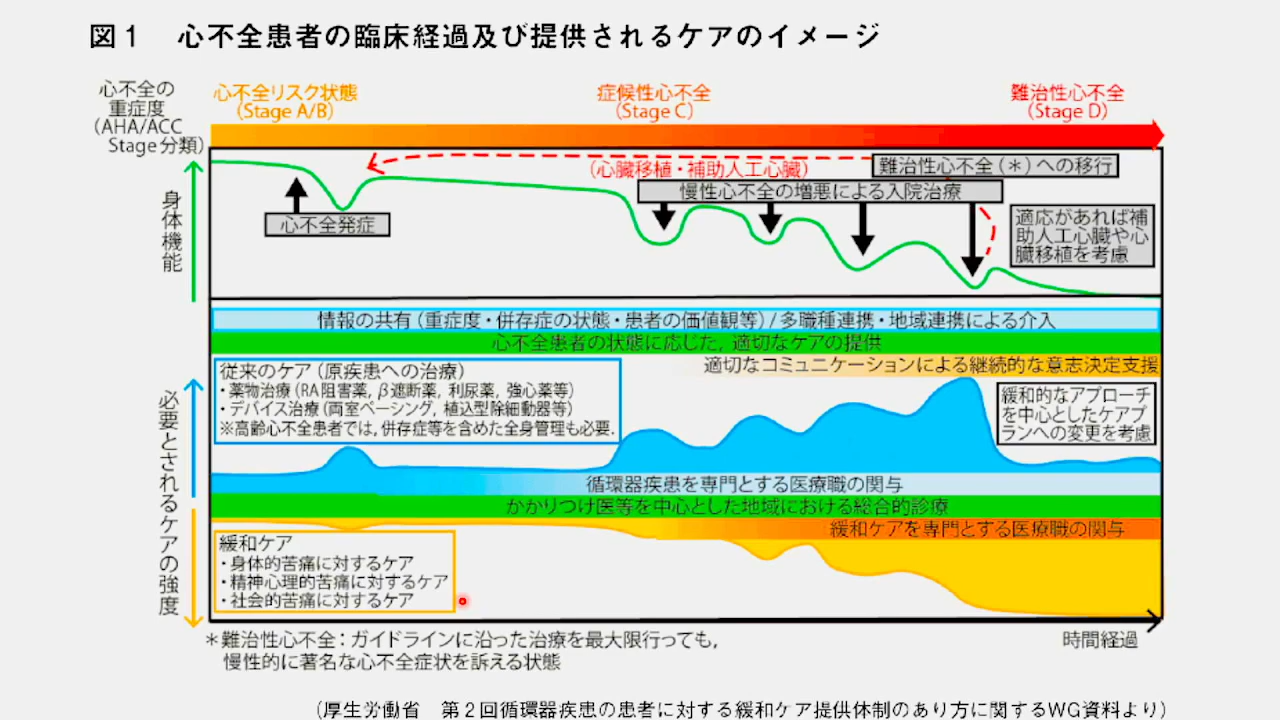 図1　心不全患者の臨床経過及び提供されるケアのイメージ
心不全の
重症度
(AHA/ACC
Stage分類)
心不全リスク状態
(Stage A/B)
症候性心不全
(Stage C)
難治性心不全
(Stage D)
身体機能
(心臓移植・補助人工心臓)
難治性心不全(＊)への移行
慢性心不全の増悪による入院治療
心不全発症
適応があれば補
助人工心臓や心
臓移植を考慮
情報の共有(重症度・併存症の状態・患者の価値観等)/多職種連携・地域連携による介入
心不全患者の状態に応じた, 適切なケアの提供
適切なコミュニケーションによる継続的な意志決定支援
必要とされるケアの強度
従来のケア(原疾患への治療)
・薬物治療(RA阻害薬, β遮断薬, 利尿薬, 強心薬等)
・デバイス治療(両室ペーシング, 植込型除細動器等)
※高齢心不全患者では, 併存症等を含めた全身管理も必要.
緩和的なアプローチ
を中心としたケアプ
ランへの変更を考慮
循環器疾患を専門とする医療職の関与
かかりつけ医等を中心とした地域における総合的診療
緩和ケアを専門とする医療職の関与
緩和ケア
・身体的苦痛に対するケア
・精神心理的苦痛に対するケア
・社会的苦痛に対するケア
時間経過
＊難治性心不全：ガイドラインに沿った治療を最大限行っても,
慢性的に著名な心不全症状を訴える状態
(厚生労働省　第2回循環器疾患の患者に対する緩和ケア提供体制のあり方に関するWG資料より)